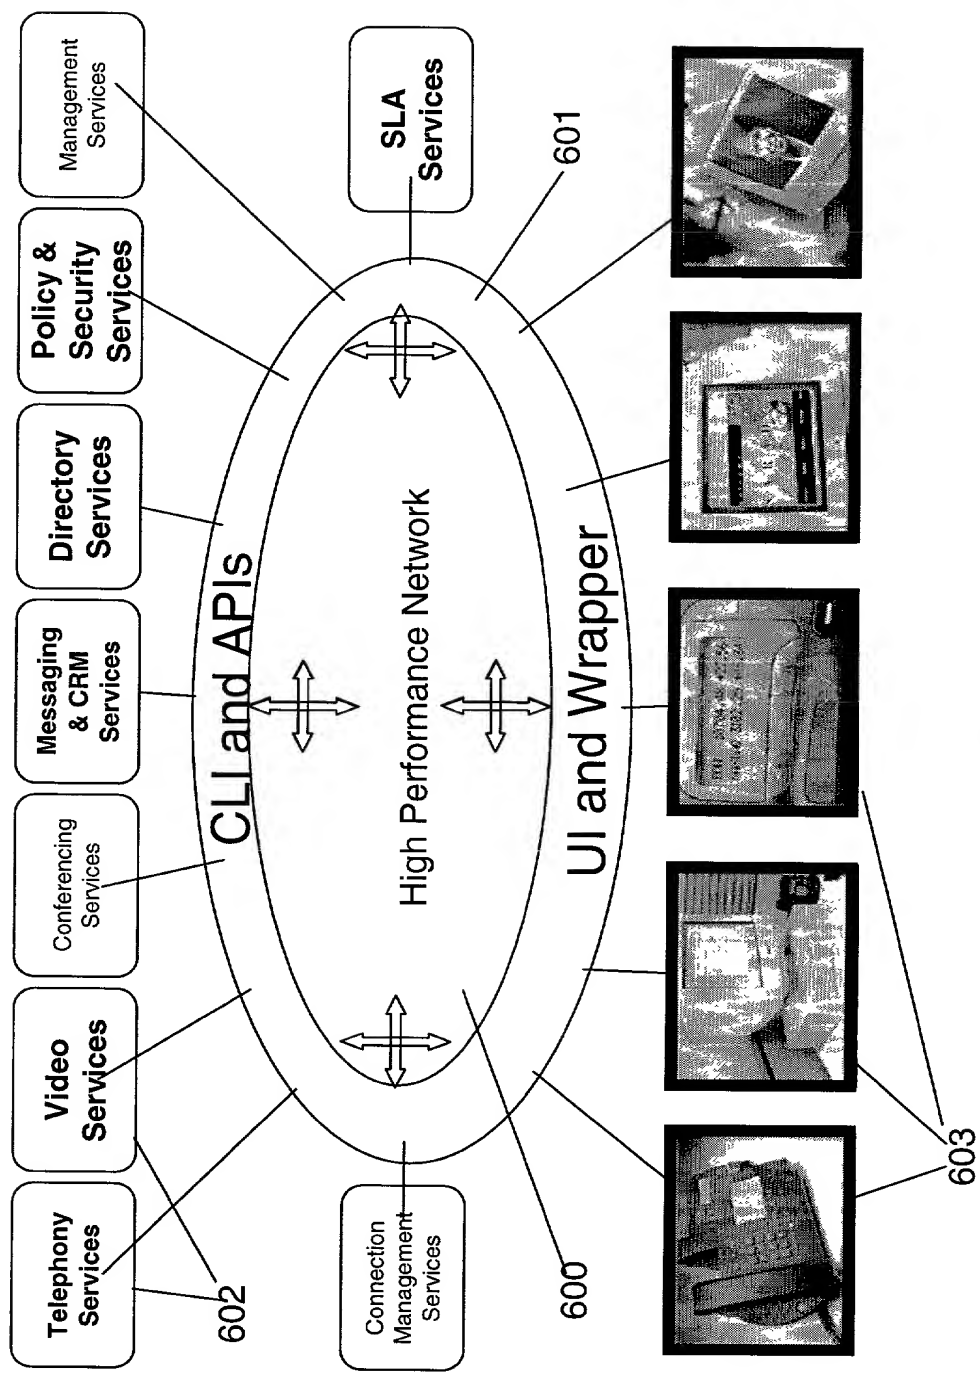 Telephony
Services
Video
Services
Conferencing
Services
Messaging
& CRM
Services
Directory
Services
Policy &
Security
Services
Management
Services
602
CLI and APIs
Connection
Management
Services
High Performance Network
SLA
Services
600
UI and Wrapper
601
603